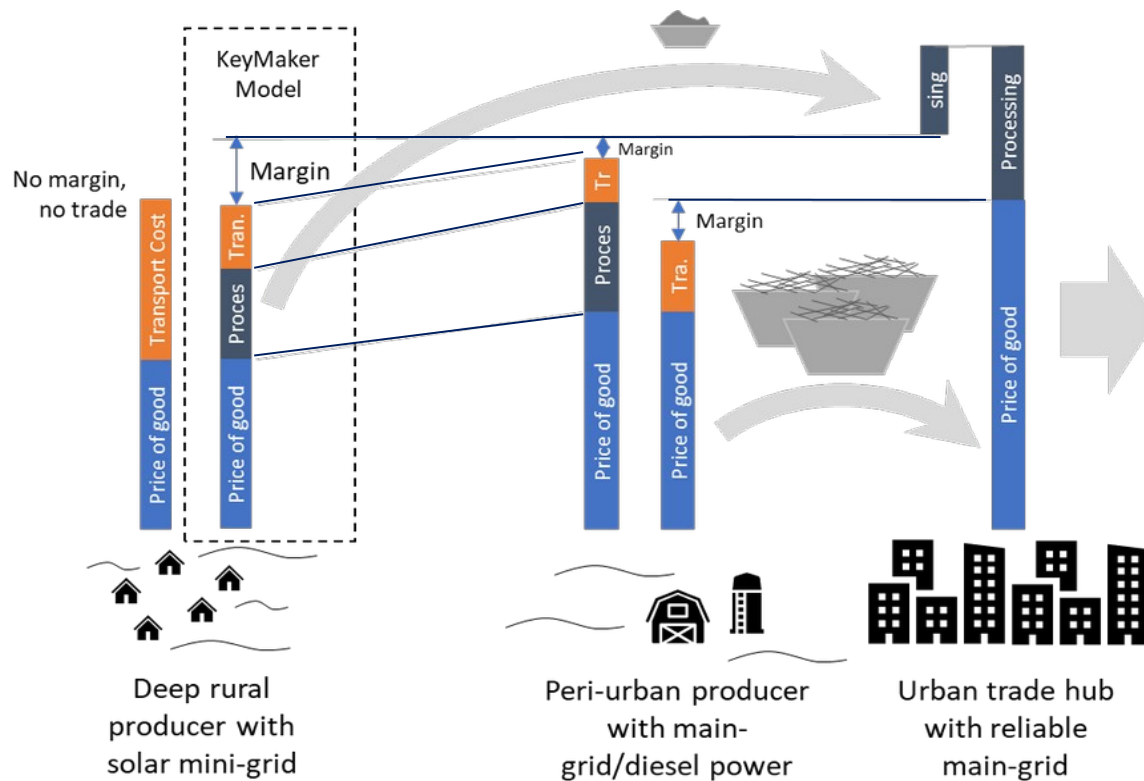 KeyMaker
Model
sing
Processing
Margin
Margin
No margin,
no trade
Transport Cost
Tran.
Tr
Margin
Proces
Proces
Tra.
Price of good
Price of good
Price of good
Price of good
Price of good
Deep rural
producer with
solar mini-grid
Peri-urban producer
with main-
grid/diesel power
Urban trade hub
with reliable
main-grid